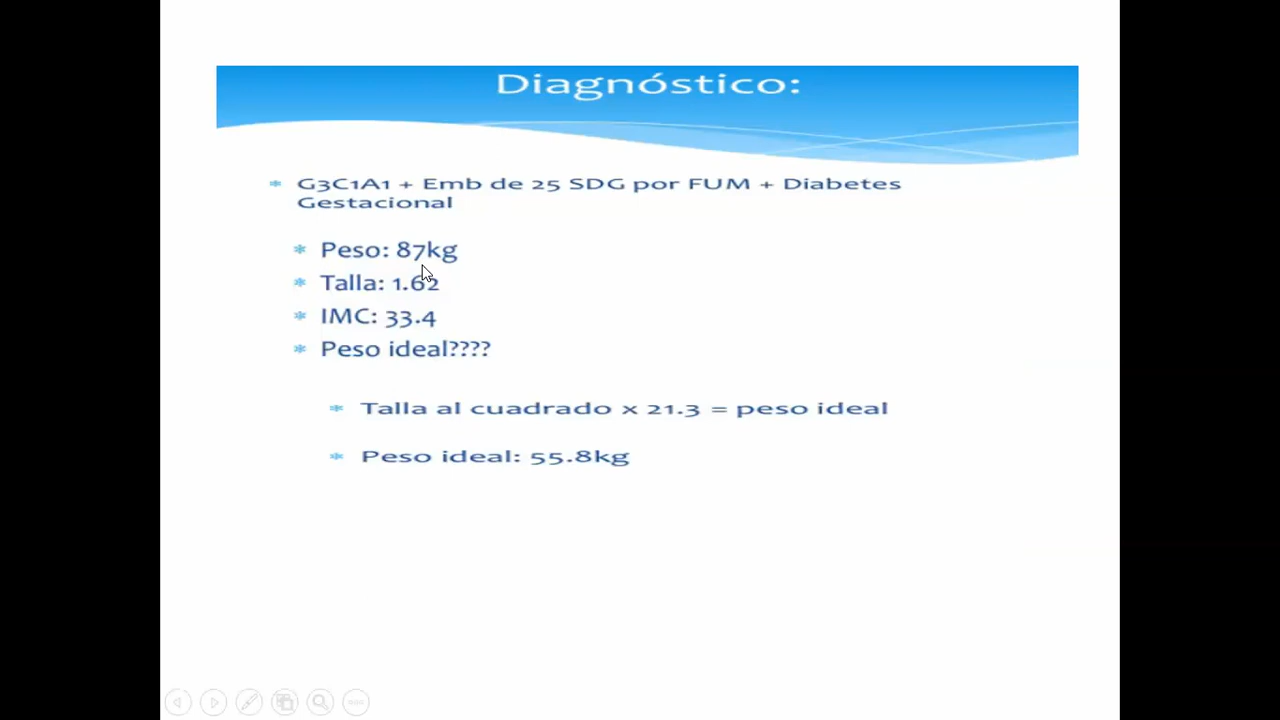 Diagnóstico:
G3C1A1 + Emb de 25 SDG por FUM + Diabetes
Gestacional
Peso: 87kg
Talla: 1.62
IMC: 33.4
Peso ideal????
Talla al cuadrado x 21.3 = peso ideal
Peso ideal: 55.8kg